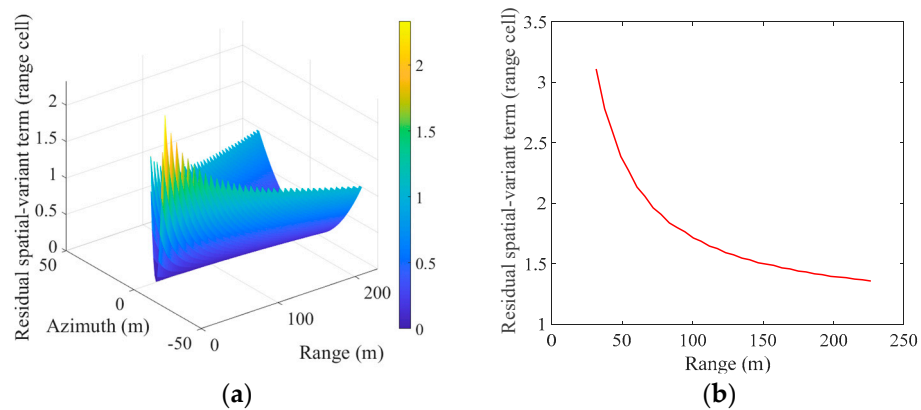 Residual spatial-variant term (range cell)
2
1.5
1
0.5
0
50
0
-50
Azimuth (m)
0
100
200
Range (m)
2
1.5
1
0.5
0
(a)
Residual spatial-variant term (range cell)
3.5
3
2.5
2
1.5
1
0 50 100 150 200 250
Range (m)
(b)